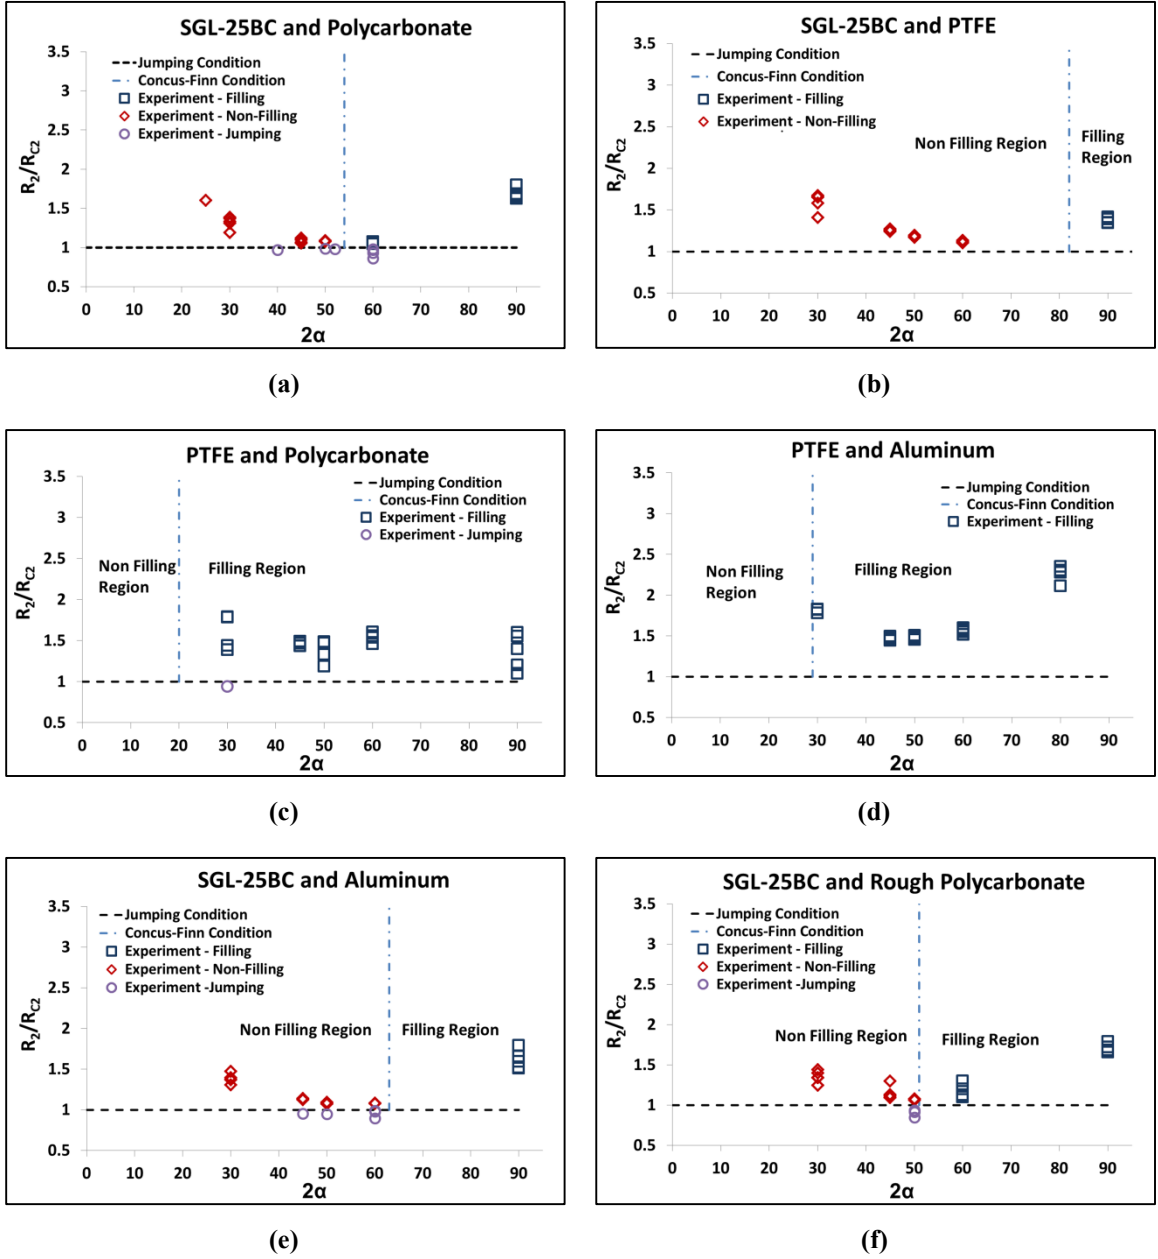 SGL-25BC and Polycarbonate
3.5
3
2.5
2
1.5
1
0.5
R2/RC2
Jumping Condition
Concus-Finn Condition
Experiment - Filling
Experiment - Non-Filling
Experiment - Jumping
0 10 20 30 40 50 60 70 80 90
2α
(a)
SGL-25BC and PTFE
3.5
3
2.5
2
1.5
1
0.5
R2/RC2
Jumping Condition
Concus-Finn Condition
Experiment - Filling
Experiment - Non-Filling
Non Filling Region
Filling
Region
0 10 20 30 40 50 60 70 80 90
2α
(b)
PTFE and Polycarbonate
3.5
3
2.5
2
1.5
1
0.5
R2/RC2
Jumping Condition
Concus-Finn Condition
Experiment - Filling
Experiment - Jumping
Non Filling
Region
Filling Region
0 10 20 30 40 50 60 70 80 90
2α
(c)
PTFE and Aluminum
3.5
3
2.5
2
1.5
1
0.5
R2/RC2
Jumping Condition
Concus-Finn Condition
Experiment - Filling
Non Filling
Region
Filling Region
0 10 20 30 40 50 60 70 80 90
2α
(d)
SGL-25BC and Aluminum
3.5
3
2.5
2
1.5
1
0.5
R2/RC2
Jumping Condition
Concus-Finn Condition
Experiment - Filling
Experiment - Non-Filling
Experiment -Jumping
Non Filling Region
Filling Region
0 10 20 30 40 50 60 70 80 90
2α
(e)
SGL-25BC and Rough Polycarbonate
3.5
3
2.5
2
1.5
1
0.5
R2/RC2
Jumping Condition
Concus-Finn Condition
Experiment - Filling
Experiment - Non-Filling
Experiment -Jumping
Non Filling Region
Filling Region
0 10 20 30 40 50 60 70 80 90
2α
(f)